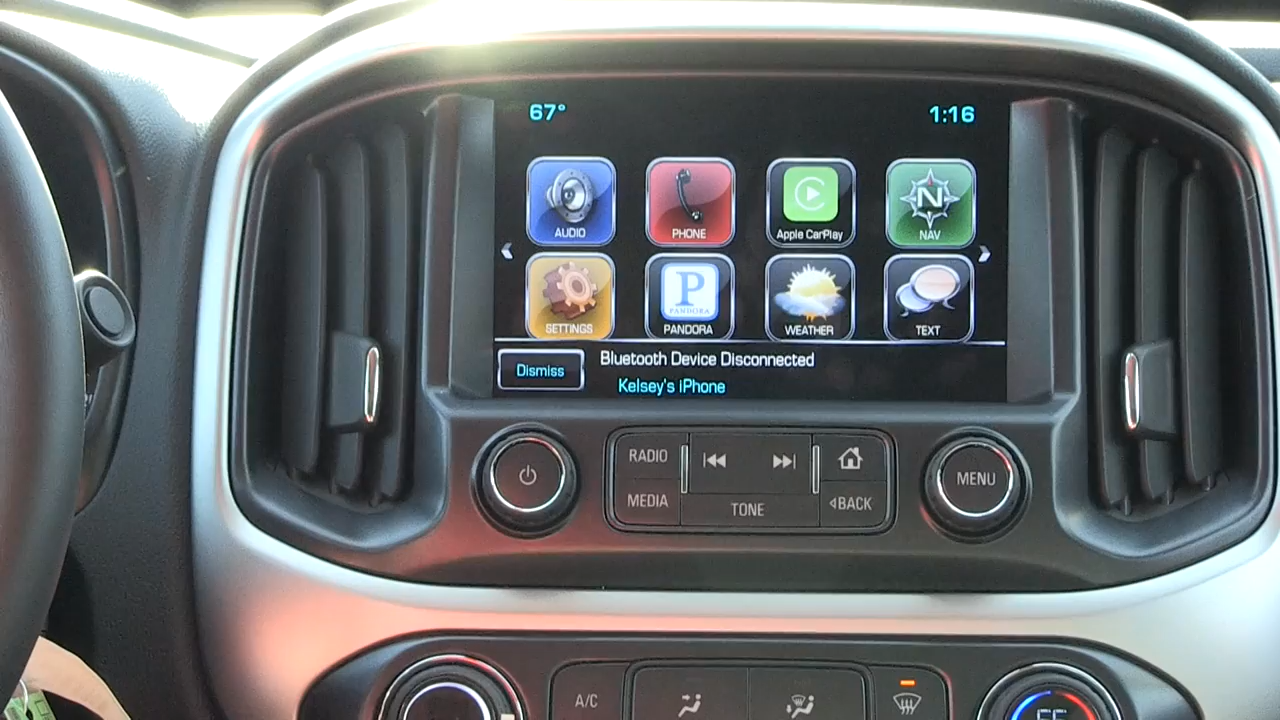 67° 1:16
AUDIO PHONE Apple CarPlay N NAV
SETTINGS P PANDORA PANDORA WEATHER TEXT
Dismiss Bluetooth Device Disconnected
Kelsey's iPhone
RADIO
MENU
MEDIA TONE BACK
A/C